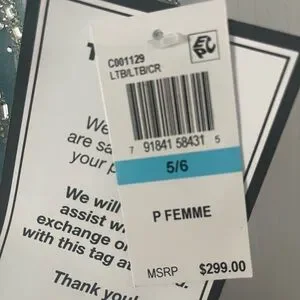 C001129
LTB/LTB/CR
7 91841 58431 5
5/6
P FEMME
MSRP $299.00
We
are sa
your p
We will
assist w
exchange o
with this tag a
Thank you